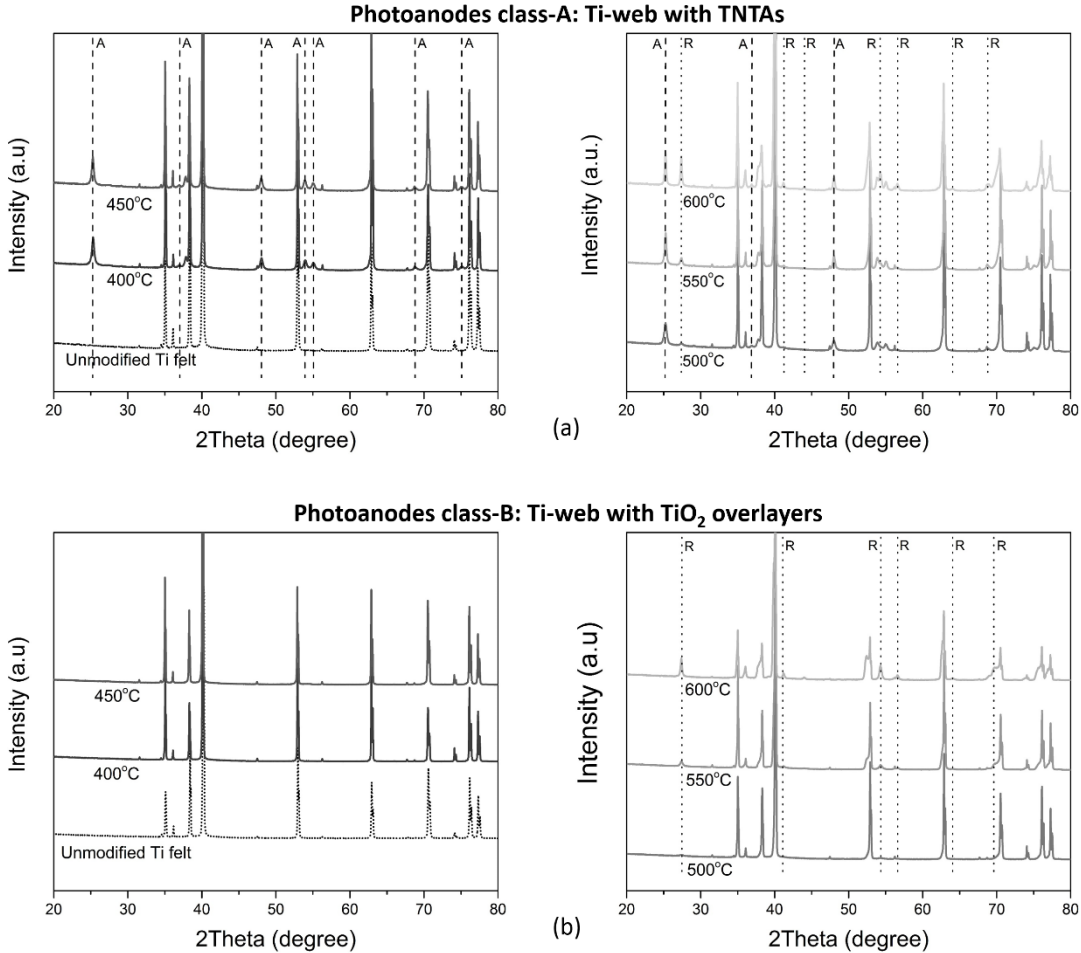 Photoanodes class-A: Ti-web with TNTAs
A A A A A A A
Intensity (a.u)
450°C
400°C
Unmodified Ti felt
20 30 40 50 60 70 80
2Theta (degree)
A R A R R A R R R R
Intensity (a.u.)
600°C
550°C
500°C
20 30 40 50 60 70 80
2Theta (degree)
(a)
Photoanodes class-B: Ti-web with TiO₂ overlayers
Intensity (a.u)
450°C
400°C
Unmodified Ti felt
20 30 40 50 60 70 80
2Theta (degree)
R R R R R R
Intensity (a.u)
600°C
550°C
500°C
20 30 40 50 60 70 80
2Theta (degree)
(b)